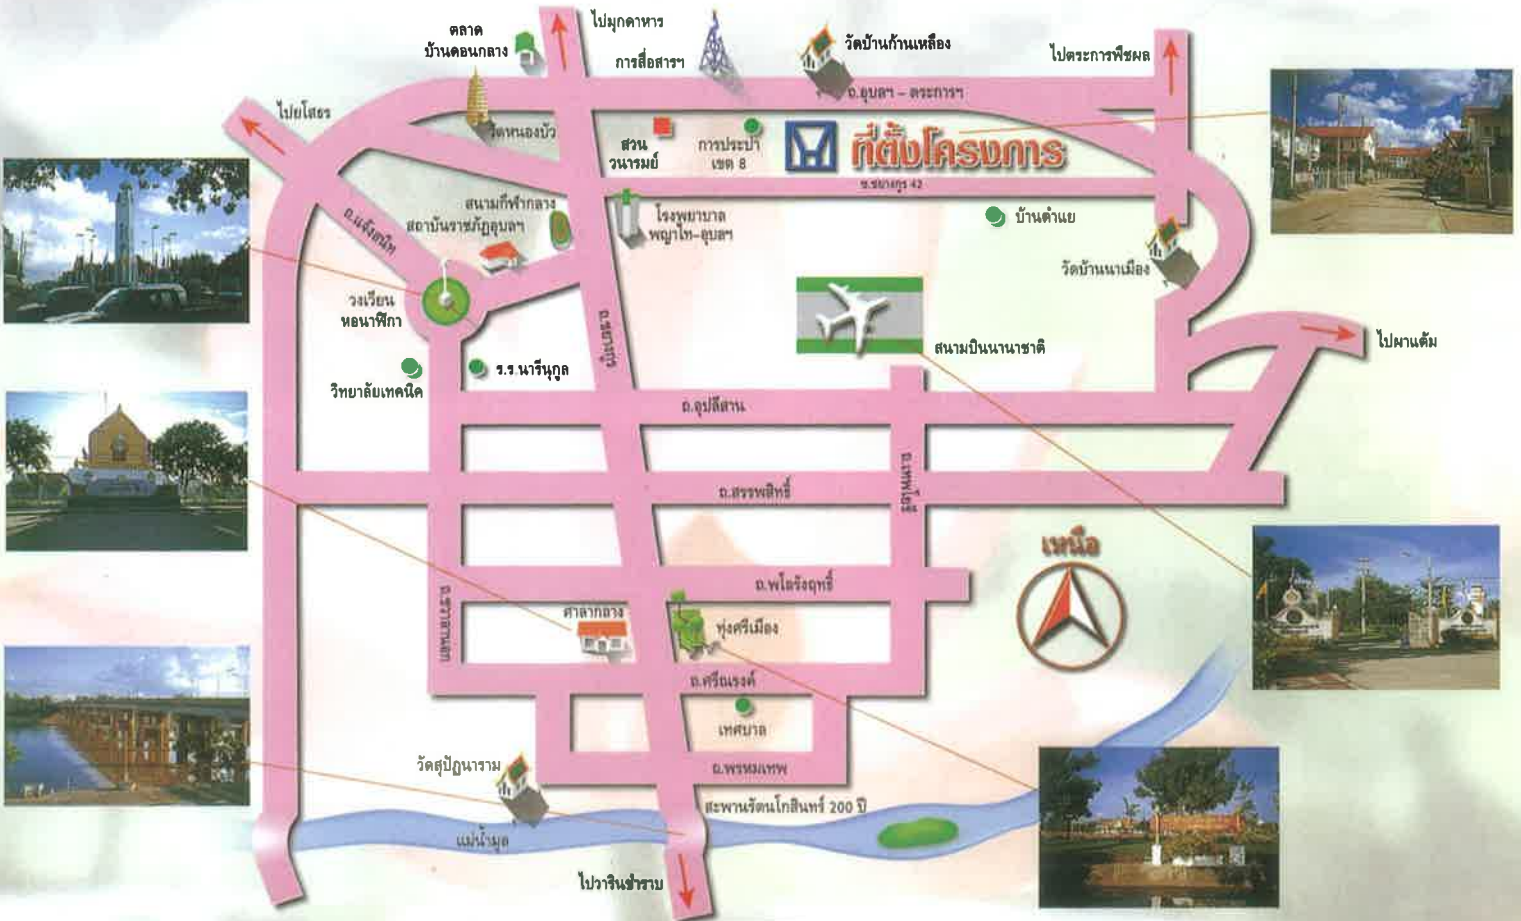 ไปมุกดาหาร
ตลาด
บ้านดอนกลาง
การสื่อสารฯ
วัดบ้านก้านเหลือง
ไปตระการพืชผล
ถ.อุบลฯ - ตระการฯ
ไปยโสธร
วัดหนองบัว
สวน
วนารมย์
การประปา
เขต 8
ที่ตั้งโครงการ
ซ.ชยางกูร 42
สนามกีฬากลาง
สถาบันราชภัฏอุบลฯ
โรงพยาบาล
พญาไท-อุบลฯ
บ้านตำแย
ถ.แจ้งสนิท
วัดบ้านนาเมือง
วงเวียน
หอนาฬิกา
ถ.ชยางกูร
สนามบินนานาชาติ
ไปผาแต้ม
วิทยาลัยเทคนิค
ร.ร.นารีนุกูล
ถ.อุปลีสาน
ถ.เทพโยธี
ถ.สรรพสิทธิ์
เหนือ
ถ.พโลรังฤทธิ์
ศาลากลาง
ทุ่งศรีเมือง
ถ.ชวาลานอก
ถ.ศรีณรงค์
เทศบาล
วัดสุปัฏนาราม
ถ.พรหมเทพ
สะพานรัตนโกสินทร์ 200 ปี
แม่น้ำมูล
ไปวารินชำราบ